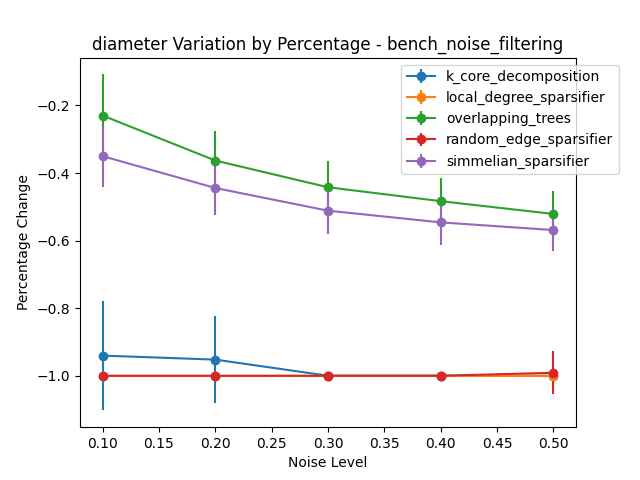 diameter Variation by Percentage - bench_noise_filtering
k_core_decomposition
local_degree_sparsifier
overlapping_trees
random_edge_sparsifier
simmelian_sparsifier
Percentage Change
−0.2
−0.4
−0.6
−0.8
−1.0
0.10 0.15 0.20 0.25 0.30 0.35 0.40 0.45 0.50
Noise Level